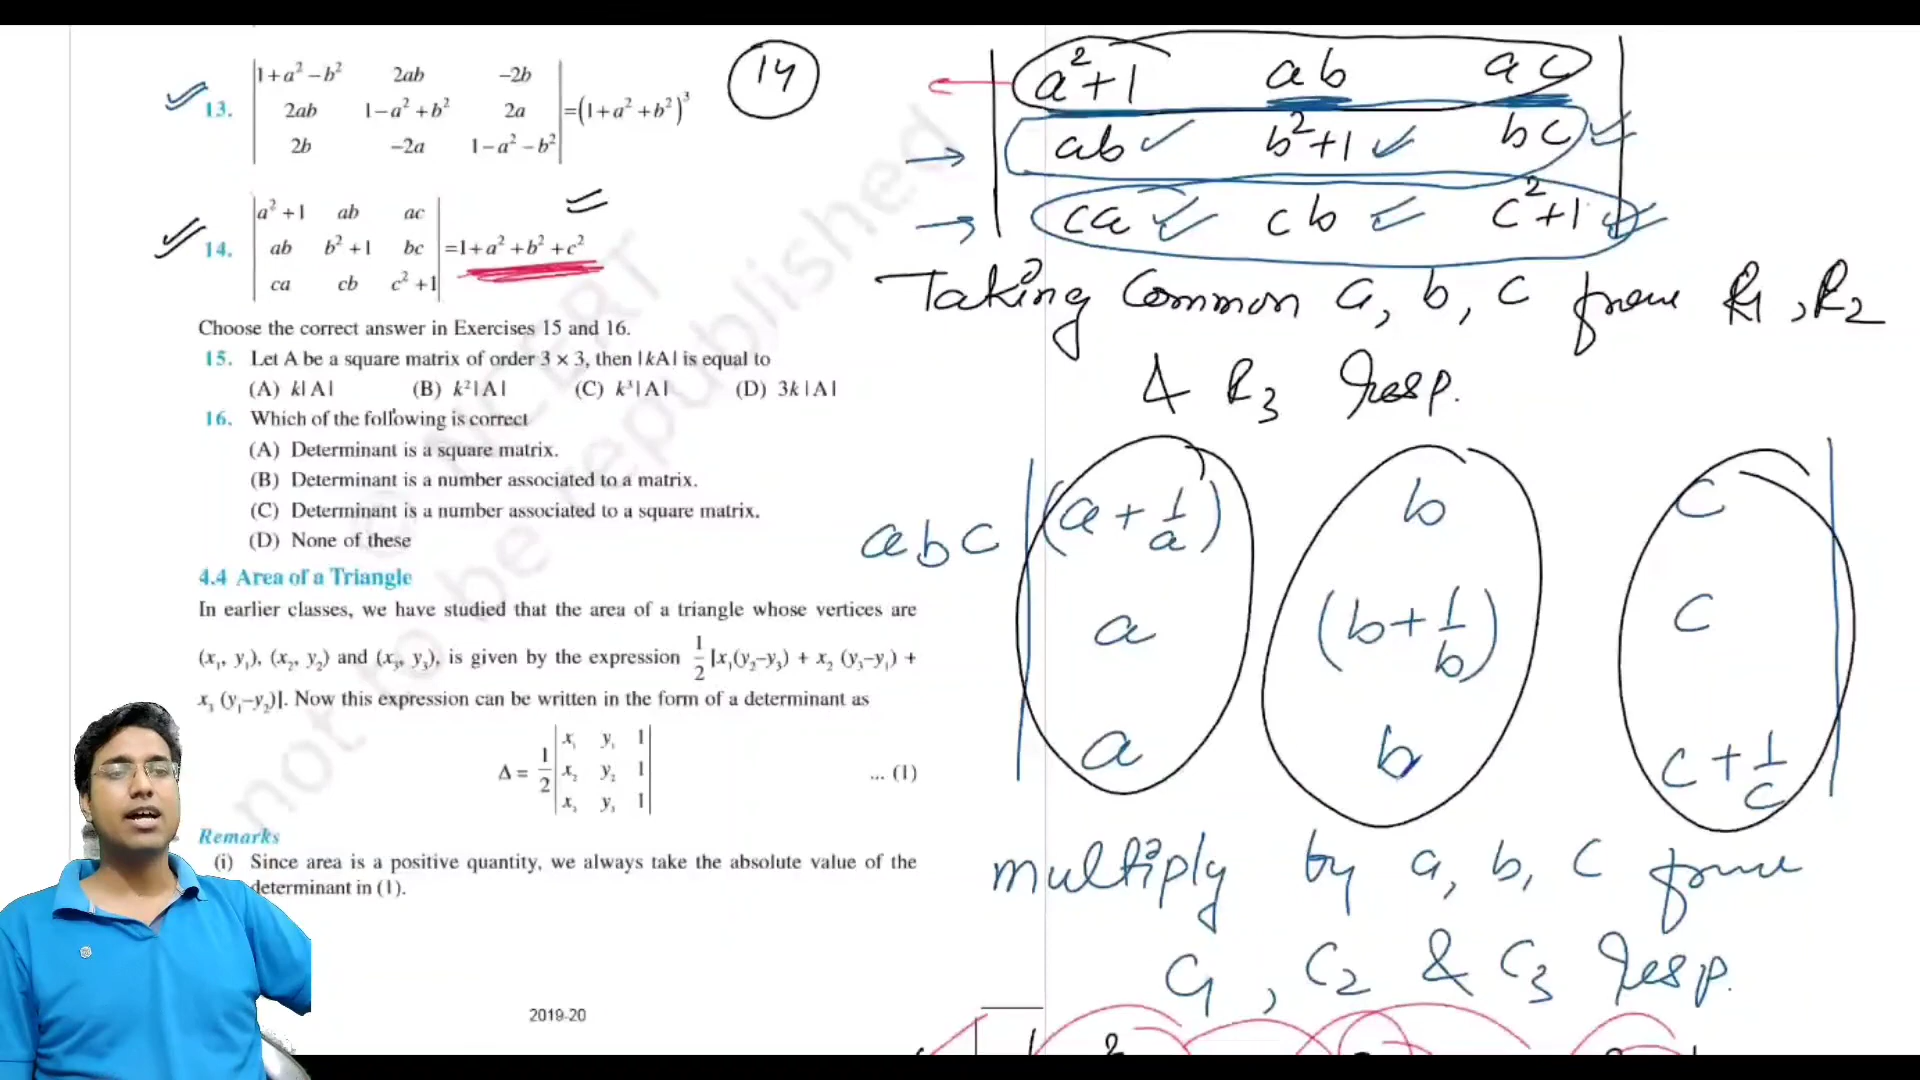 13. |1+a² −b² 2ab −2b|
|2ab 1−a² +b² 2a| =(1+a² +b²)³
|2b −2a 1−a² −b²|
14. |a² +1 ab ac|
|ab b² +1 bc| =1+a² +b² +c²
|ca cb c² +1|
Choose the correct answer in Exercises 15 and 16.
15. Let A be a square matrix of order 3 × 3, then |kA| is equal to
(A) k|A| (B) k²|A| (C) k³|A| (D) 3k|A|
16. Which of the following is correct
(A) Determinant is a square matrix.
(B) Determinant is a number associated to a matrix.
(C) Determinant is a number associated to a square matrix.
(D) None of these
4.4 Area of a Triangle
In earlier classes, we have studied that the area of a triangle whose vertices are
(x₁, y₁), (x₂, y₂) and (x₃, y₃), is given by the expression 1/2 [x₁(y₂–y₃) + x₂ (y₃–y₁) +
x₃ (y₁–y₂)]. Now this expression can be written in the form of a determinant as
Δ = 1/2 |x₁ y₁ 1|
|x₂ y₂ 1| ... (1)
|x₃ y₃ 1|
Remarks
(i) Since area is a positive quantity, we always take the absolute value of the
determinant in (1).
2019-20
© NCERT
not to be republished
14
|a²+1 ab ac|
|ab b²+1 bc|
|ca cb c²+1|
Taking Common a, b, c from R1, R2
& R3 resp.
abc |(a + 1/a) b c|
|a (b + 1/b) c|
|a b c + 1/c|
multiply by a, b, c from
C1, C2 & C3 resp.